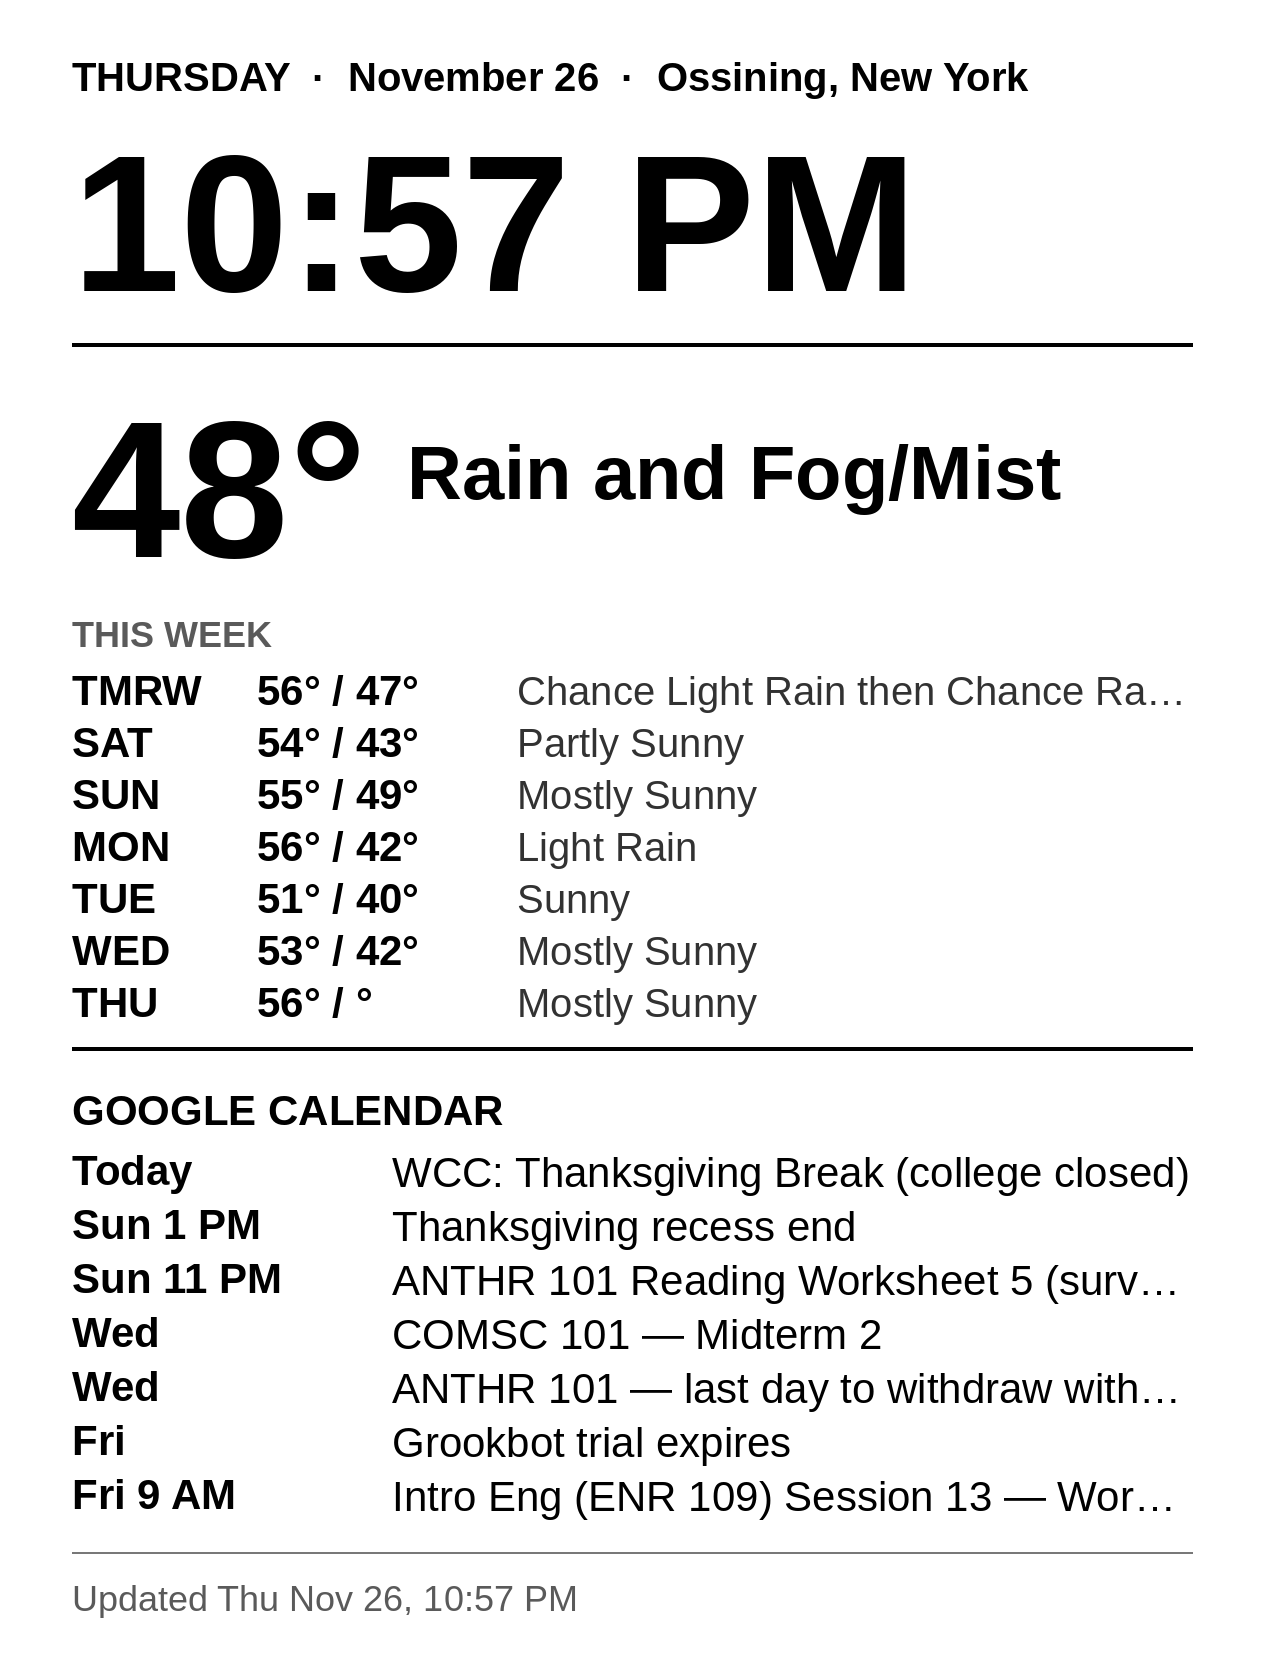 THURSDAY · November 26 · Ossining, New York
10:57 PM
48° Rain and Fog/Mist
THIS WEEK
TMRW 56° / 47° Chance Light Rain then Chance Ra…
SAT 54° / 43° Partly Sunny
SUN 55° / 49° Mostly Sunny
MON 56° / 42° Light Rain
TUE 51° / 40° Sunny
WED 53° / 42° Mostly Sunny
THU 56° / ° Mostly Sunny
GOOGLE CALENDAR
Today WCC: Thanksgiving Break (college closed)
Sun 1 PM Thanksgiving recess end
Sun 11 PM ANTHR 101 Reading Worksheet 5 (surv…
Wed COMSC 101 — Midterm 2
Wed ANTHR 101 — last day to withdraw with…
Fri Grookbot trial expires
Fri 9 AM Intro Eng (ENR 109) Session 13 — Wor…
Updated Thu Nov 26, 10:57 PM